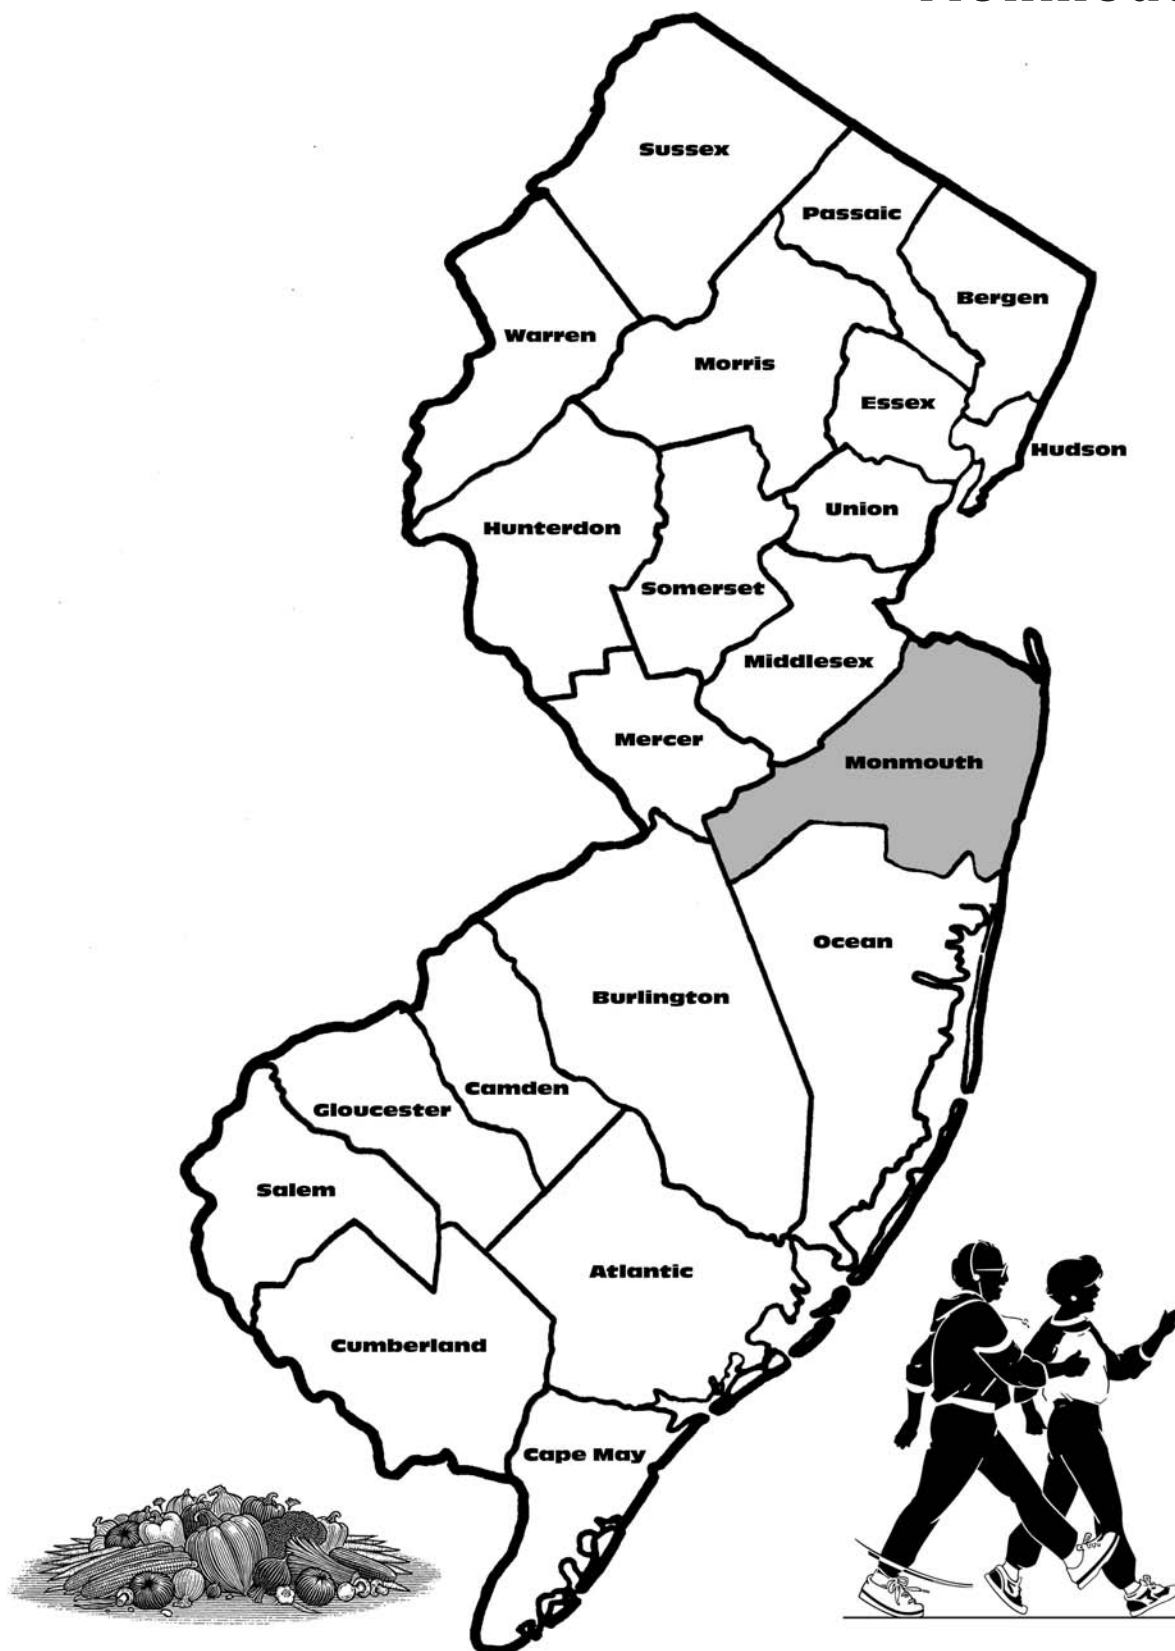 Sussex
Passaic
Bergen
Warren
Morris
Essex
Hudson
Union
Hunterdon
Somerset
Middlesex
Mercer
Monmouth
Ocean
Burlington
Camden
Gloucester
Salem
Atlantic
Cumberland
Cape May